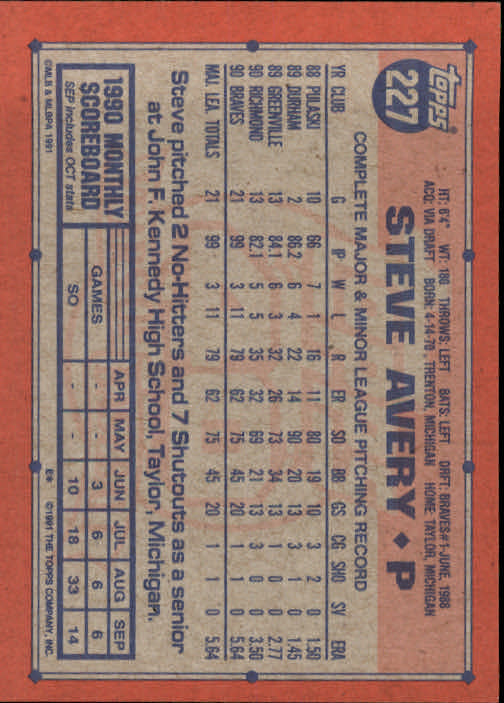 topps
227
STEVE AVERY ◆ P
HT: 6'4" WT: 180 THROWS: LEFT BATS: LEFT DRFT: BRAVES #1-JUNE, 1988
ACQ: VIA DRAFT BORN: 4-14-70, TRENTON, MICHIGAN HOME: TAYLOR, MICHIGAN
COMPLETE MAJOR & MINOR LEAGUE PITCHING RECORD
YR CLUB G IP W L R ER SO BB GS CG SHO SV ERA
88 PULASKI 10 66 7 1 16 11 80 19 10 3 2 0 1.50
89 DURHAM 2 86.2 6 4 22 14 90 20 13 3 1 0 1.45
89 GREENVILLE 13 84.1 6 3 32 26 73 34 13 1 0 0 2.77
90 RICHMOND 13 82.1 5 5 35 32 69 21 13 3 0 0 3.50
90 BRAVES 21 99 3 11 79 62 75 45 20 1 1 0 5.64
MAJ. LEA. TOTALS 21 99 3 11 79 62 75 45 20 1 1 0 5.64
Steve pitched 2 No-Hitters and 7 Shutouts as a senior
at John F. Kennedy High School, Taylor, Michigan.
1990 MONTHLY
SCOREBOARD
SEP includes OCT stats
APR MAY JUN JUL AUG SEP
GAMES - - 3 6 6 6
SO - - 10 18 33 14
©MLB & MLBPA 1991
E* ©1991 THE TOPPS COMPANY, INC.